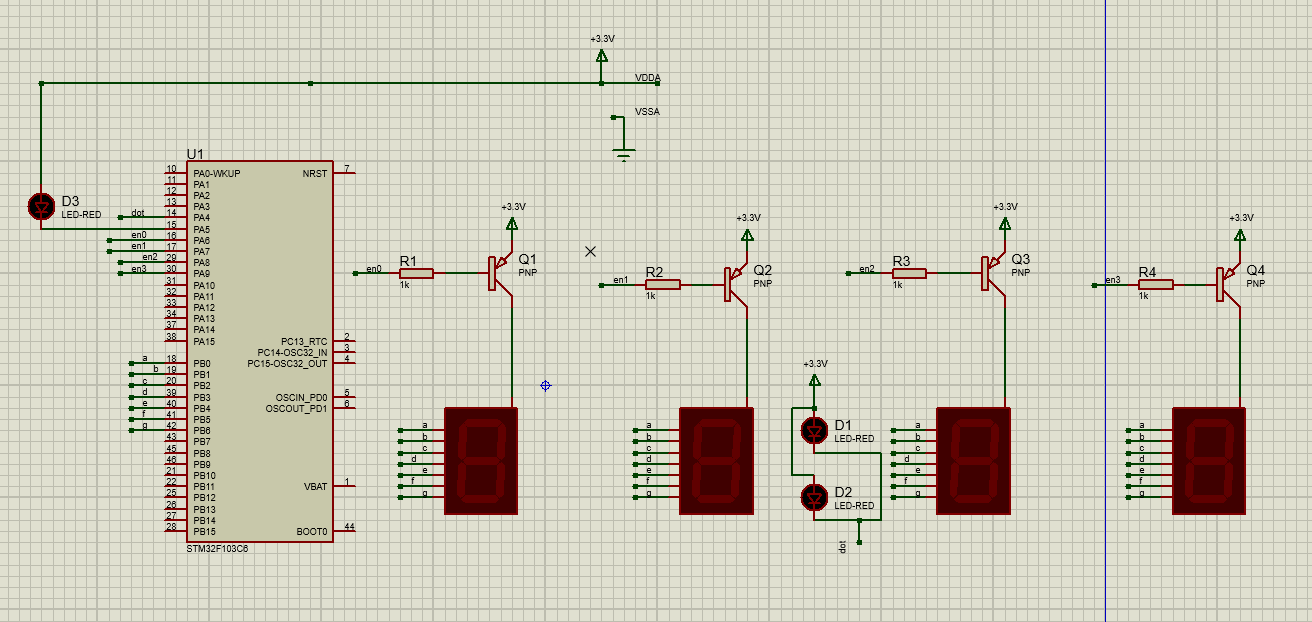 +3.3V
VDDA
VSSA
U1
10 PA0-WKUP NRST 7
11 PA1
12 PA2
13 PA3
dot 14 PA4
15 PA5
en0 16 PA6
en1 17 PA7
en2 29 PA8
en3 30 PA9
31 PA10
32 PA11
33 PA12
34 PA13
37 PA14
38 PA15
PC13_RTC 2
PC14-OSC32_IN 3
PC15-OSC32_OUT 4
a 18 PB0
b 19 PB1
c 20 PB2
d 39 PB3
e 40 PB4
f 41 PB5
g 42 PB6
43 PB7
45 PB8
46 PB9
21 PB10
22 PB11
25 PB12
26 PB13
27 PB14
28 PB15
OSCIN_PD0 5
OSCOUT_PD1 6
VBAT 1
BOOT0 44
STM32F103C6
D3
LED-RED
+3.3V
en0
R1
1k
Q1
PNP
a
b
c
d
e
f
g
+3.3V
en1
R2
1k
Q2
PNP
a
b
c
d
e
f
g
+3.3V
D1
LED-RED
D2
LED-RED
dot
+3.3V
en2
R3
1k
Q3
PNP
a
b
c
d
e
f
g
+3.3V
en3
R4
1k
Q4
PNP
a
b
c
d
e
f
g